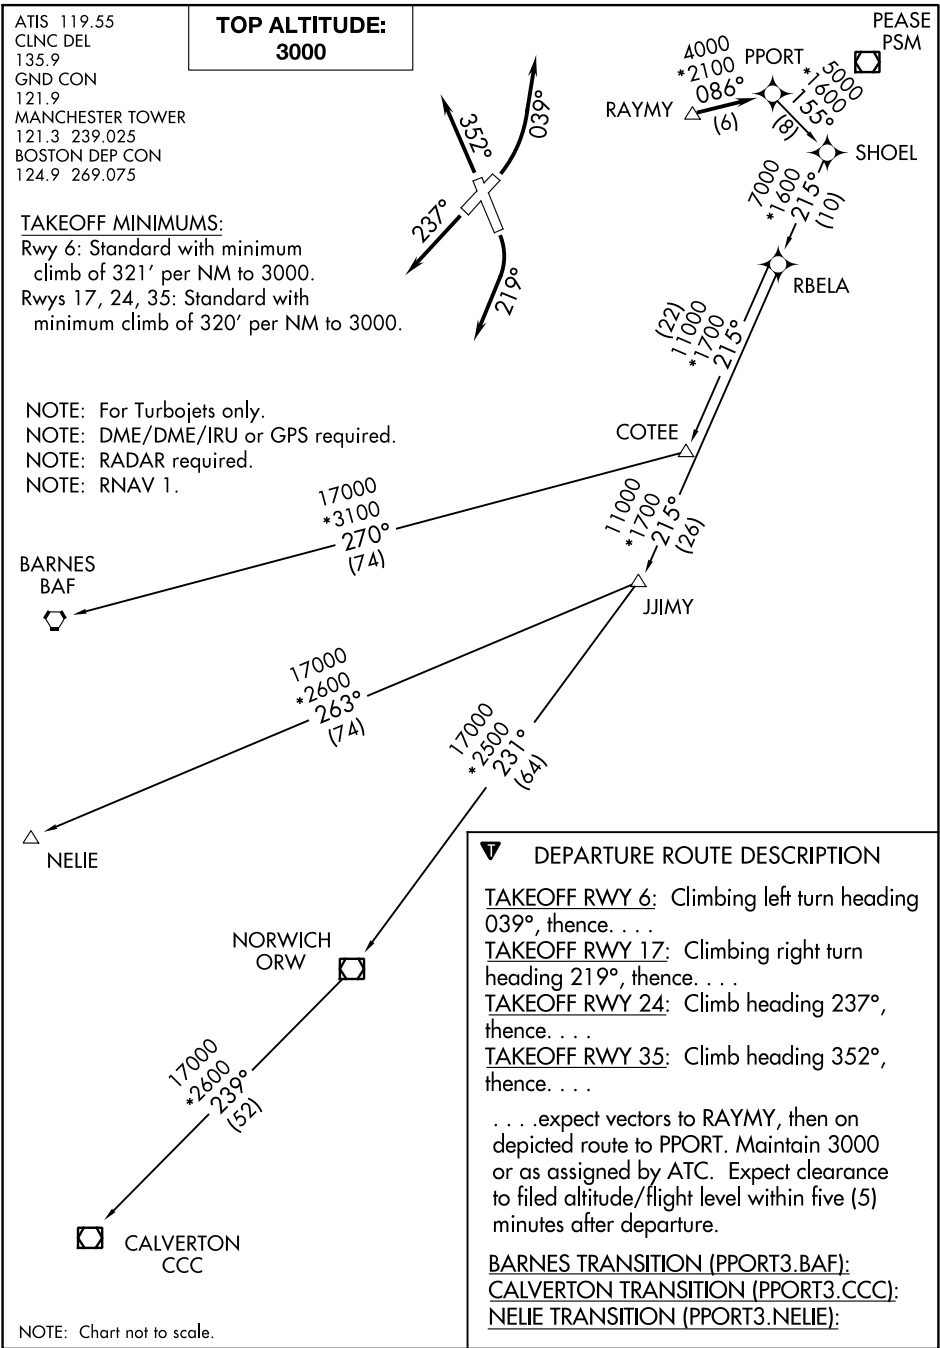 ATIS 119.55
CLNC DEL
135.9
GND CON
121.9
MANCHESTER TOWER
121.3 239.025
BOSTON DEP CON
124.9 269.075
TOP ALTITUDE:
3000
TAKEOFF MINIMUMS:
Rwy 6: Standard with minimum
climb of 321' per NM to 3000.
Rwys 17, 24, 35: Standard with
minimum climb of 320' per NM to 3000.
352°
039°
237°
219°
PEASE
PSM
RAYMY
4000
*2100
086°
(6)
PPORT
5000
*1600
155°
(8)
SHOEL
7000
*1600
215°
(10)
RBELA
(22)
11000
*1700
215°
COTEE
11000
*1700
215°
(26)
JJIMY
NOTE: For Turbojets only.
NOTE: DME/DME/IRU or GPS required.
NOTE: RADAR required.
NOTE: RNAV 1.
17000
*3100
270°
(74)
BARNES
BAF
17000
*2600
263°
(74)
NELIE
17000
*2500
231°
(64)
NORWICH
ORW
17000
*2600
239°
(52)
CALVERTON
CCC
NOTE: Chart not to scale.
T
DEPARTURE ROUTE DESCRIPTION
TAKEOFF RWY 6: Climbing left turn heading
039°, thence. . . .
TAKEOFF RWY 17: Climbing right turn
heading 219°, thence. . . .
TAKEOFF RWY 24: Climb heading 237°,
thence. . . .
TAKEOFF RWY 35: Climb heading 352°,
thence. . . .
. . . .expect vectors to RAYMY, then on
depicted route to PPORT. Maintain 3000
or as assigned by ATC. Expect clearance
to filed altitude/flight level within five (5)
minutes after departure.
BARNES TRANSITION (PPORT3.BAF):
CALVERTON TRANSITION (PPORT3.CCC):
NELIE TRANSITION (PPORT3.NELIE):